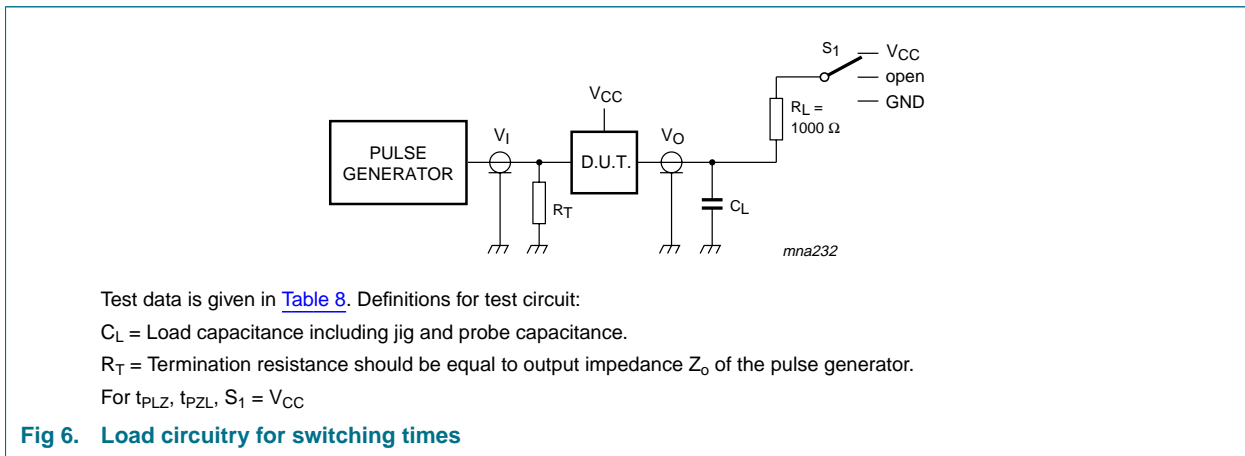 S1
VCC
open
GND
RL =
1000 Ω
VCC
VI
VO
PULSE
GENERATOR
D.U.T.
RT
CL
mna232
Test data is given in Table 8. Definitions for test circuit:
CL = Load capacitance including jig and probe capacitance.
RT = Termination resistance should be equal to output impedance Zo of the pulse generator.
For tPLZ, tPZL, S1 = VCC
Fig 6. Load circuitry for switching times